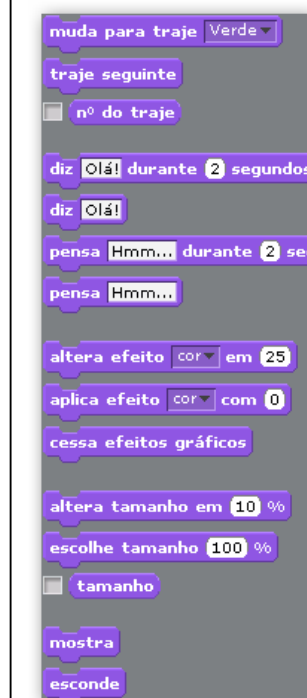 muda para traje Verde
traje seguinte
nº do traje
diz Olá! durante 2 segundos
diz Olá!
pensa Hmm... durante 2 se
pensa Hmm...
altera efeito cor em 25
aplica efeito cor com 0
cessa efeitos gráficos
altera tamanho em 10 %
escolhe tamanho 100 %
tamanho
mostra
esconde